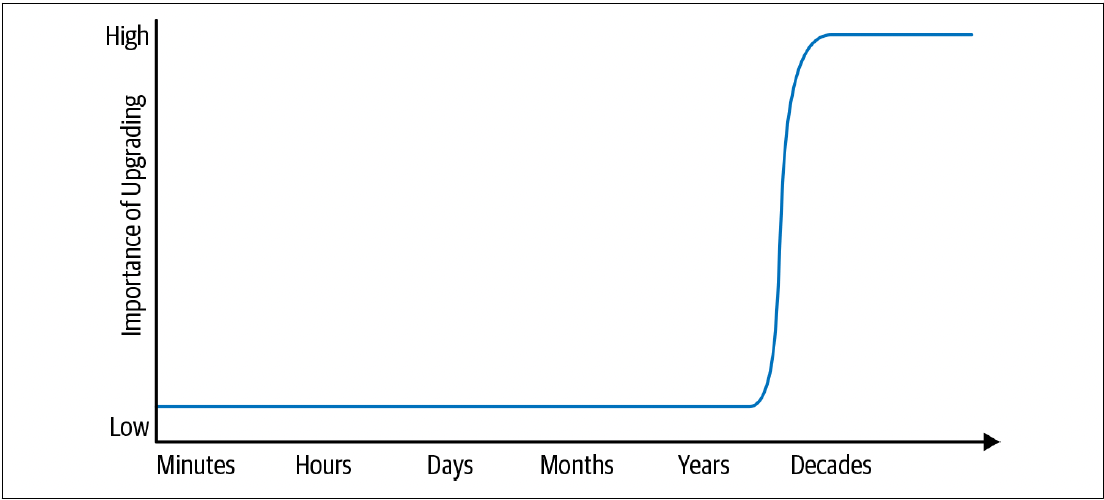 High
Importance of Upgrading
Low
Minutes Hours Days Months Years Decades